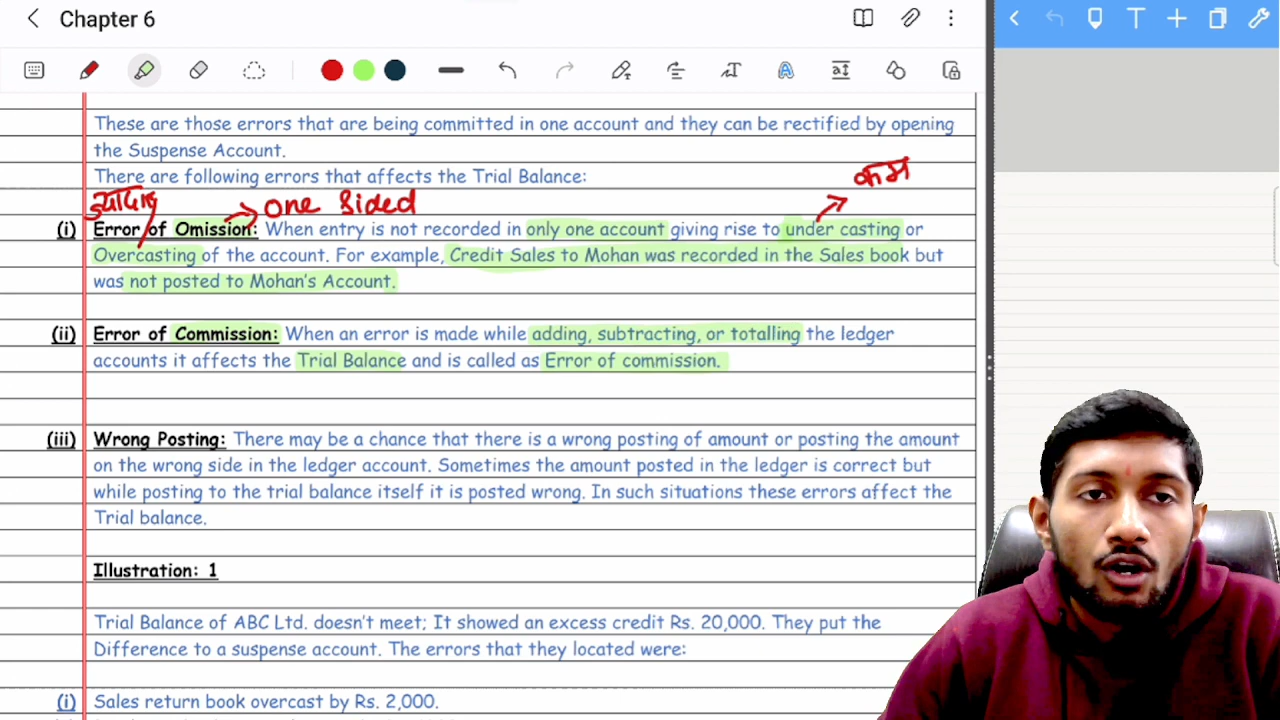 Chapter 6
These are those errors that are being committed in one account and they can be rectified by opening
the Suspense Account.
There are following errors that affects the Trial Balance:
कम
ज्यादा
one Sided
(i) Error of Omission: When entry is not recorded in only one account giving rise to under casting or
Overcasting of the account. For example, Credit Sales to Mohan was recorded in the Sales book but
was not posted to Mohan's Account.
(ii) Error of Commission: When an error is made while adding, subtracting, or totalling the ledger
accounts it affects the Trial Balance and is called as Error of commission.
(iii) Wrong Posting: There may be a chance that there is a wrong posting of amount or posting the amount
on the wrong side in the ledger account. Sometimes the amount posted in the ledger is correct but
while posting to the trial balance itself it is posted wrong. In such situations these errors affect the
Trial balance.
Illustration: 1
Trial Balance of ABC Ltd. doesn't meet; It showed an excess credit Rs. 20,000. They put the
Difference to a suspense account. The errors that they located were:
(i) Sales return book overcast by Rs. 2,000.